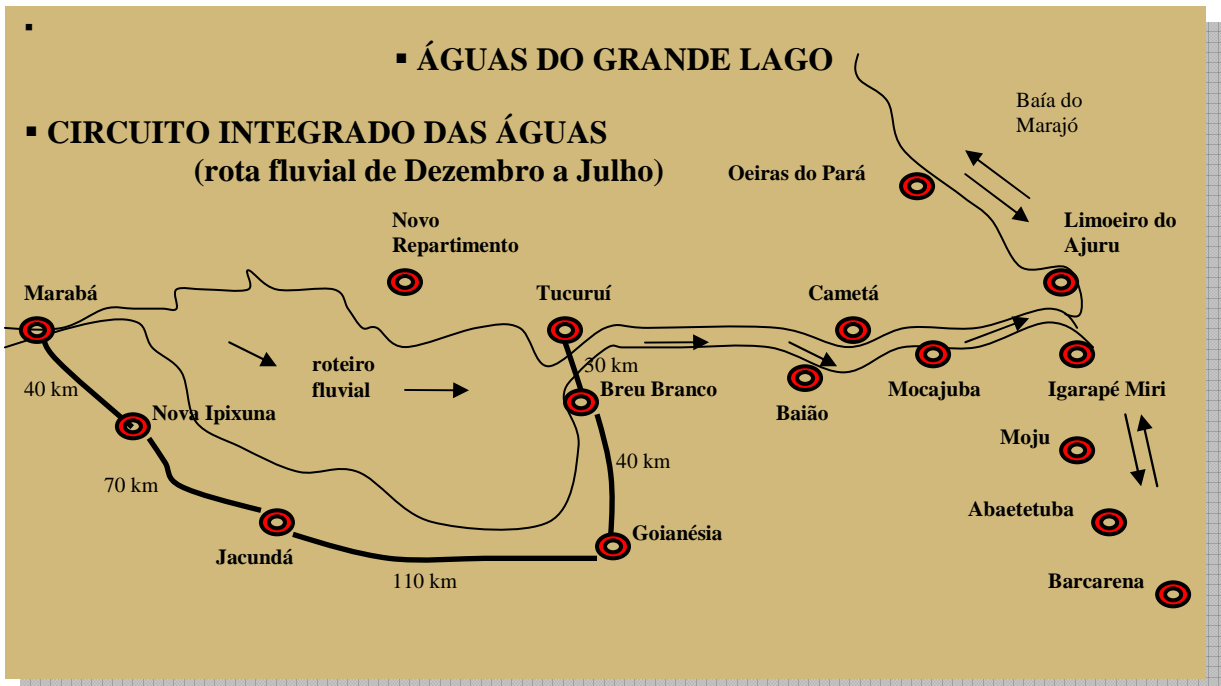 ▪
▪ ÁGUAS DO GRANDE LAGO
▪ CIRCUITO INTEGRADO DAS ÁGUAS
(rota fluvial de Dezembro a Julho)
Baía do
Marajó
Oeiras do Pará
Novo
Repartimento
Limoeiro do
Ajuru
Marabá
Tucuruí
Cametá
roteiro
fluvial
30 km
40 km
Breu Branco
Mocajuba
Igarapé Miri
Nova Ipixuna
Baião
Moju
40 km
70 km
Abaetetuba
Goianésia
Jacundá
110 km
Barcarena